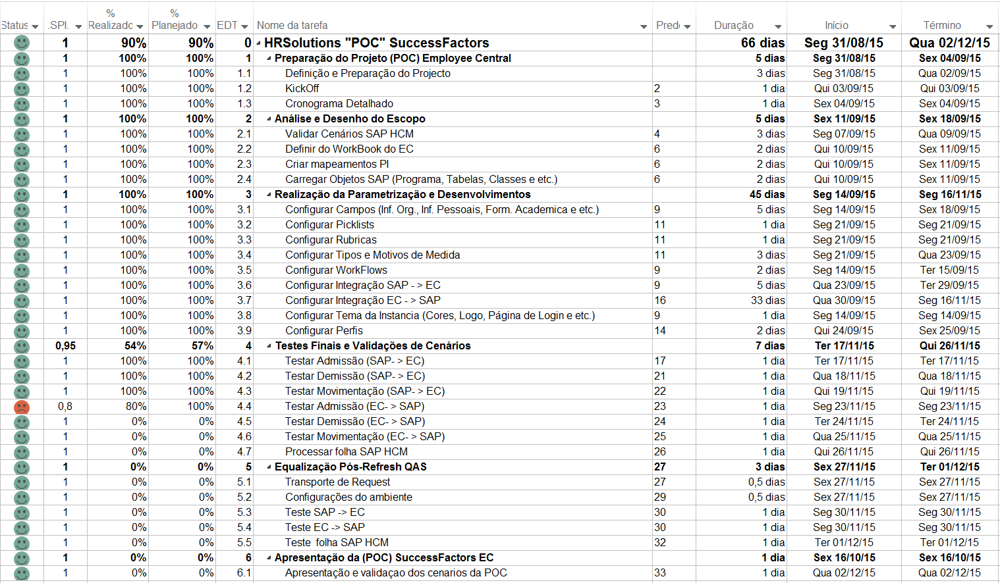 Status .SPI. % Realizado % Planejado EDT Nome da tarefa Prede Duração Início Término
1 90% 90% 0 HRSolutions "POC" SuccessFactors 66 dias Seg 31/08/15 Qua 02/12/15
1 100% 100% 1 Preparação do Projeto (POC) Employee Central 5 dias Seg 31/08/15 Sex 04/09/15
1 100% 100% 1.1 Definição e Preparação do Projecto 3 dias Seg 31/08/15 Qua 02/09/15
1 100% 100% 1.2 KickOff 2 1 dia Qui 03/09/15 Qui 03/09/15
1 100% 100% 1.3 Cronograma Detalhado 3 1 dia Sex 04/09/15 Sex 04/09/15
1 100% 100% 2 Análise e Desenho do Escopo 5 dias Sex 11/09/15 Sex 18/09/15
1 100% 100% 2.1 Validar Cenários SAP HCM 4 3 dias Seg 07/09/15 Qua 09/09/15
1 100% 100% 2.2 Definir do WorkBook do EC 6 2 dias Qui 10/09/15 Sex 11/09/15
1 100% 100% 2.3 Criar mapeamentos PI 6 2 dias Qui 10/09/15 Sex 11/09/15
1 100% 100% 2.4 Carregar Objetos SAP (Programa, Tabelas, Classes e etc.) 6 2 dias Qui 10/09/15 Sex 11/09/15
1 100% 100% 3 Realização da Parametrização e Desenvolvimentos 45 dias Seg 14/09/15 Seg 16/11/15
1 100% 100% 3.1 Configurar Campos (Inf. Org., Inf. Pessoais, Form. Academica e etc.) 9 5 dias Seg 14/09/15 Sex 18/09/15
1 100% 100% 3.2 Configurar Picklists 11 1 dia Seg 21/09/15 Seg 21/09/15
1 100% 100% 3.3 Configurar Rubricas 11 1 dia Seg 21/09/15 Seg 21/09/15
1 100% 100% 3.4 Configurar Tipos e Motivos de Medida 11 3 dias Seg 21/09/15 Qua 23/09/15
1 100% 100% 3.5 Configurar WorkFlows 9 2 dias Seg 14/09/15 Ter 15/09/15
1 100% 100% 3.6 Configurar Integração SAP - > EC 9 5 dias Qua 23/09/15 Ter 29/09/15
1 100% 100% 3.7 Configurar Integração EC - > SAP 16 33 dias Qua 30/09/15 Seg 16/11/15
1 100% 100% 3.8 Configurar Tema da Instancia (Cores, Logo, Página de Login e etc.) 9 1 dia Seg 14/09/15 Seg 14/09/15
1 100% 100% 3.9 Configurar Perfis 14 2 dias Qui 24/09/15 Sex 25/09/15
0,95 54% 57% 4 Testes Finais e Validações de Cenários 7 dias Ter 17/11/15 Qui 26/11/15
1 100% 100% 4.1 Testar Admissão (SAP- > EC) 17 1 dia Ter 17/11/15 Ter 17/11/15
1 100% 100% 4.2 Testar Demissão (SAP- > EC) 21 1 dia Qua 18/11/15 Qua 18/11/15
1 100% 100% 4.3 Testar Movimentação (SAP- > EC) 22 1 dia Qui 19/11/15 Qui 19/11/15
0,8 80% 100% 4.4 Testar Admissão (EC- > SAP) 23 1 dia Seg 23/11/15 Seg 23/11/15
1 0% 0% 4.5 Testar Demissão (EC- > SAP) 24 1 dia Ter 24/11/15 Ter 24/11/15
1 0% 0% 4.6 Testar Movimentação (EC- > SAP) 25 1 dia Qua 25/11/15 Qua 25/11/15
1 0% 0% 4.7 Processar folha SAP HCM 26 1 dia Qui 26/11/15 Qui 26/11/15
1 0% 0% 5 Equalização Pós-Refresh QAS 27 3 dias Sex 27/11/15 Ter 01/12/15
1 0% 0% 5.1 Transporte de Request 27 0,5 dias Sex 27/11/15 Sex 27/11/15
1 0% 0% 5.2 Configurações do ambiente 29 0,5 dias Sex 27/11/15 Sex 27/11/15
1 0% 0% 5.3 Teste SAP -> EC 30 1 dia Seg 30/11/15 Seg 30/11/15
1 0% 0% 5.4 Teste EC -> SAP 30 1 dia Seg 30/11/15 Seg 30/11/15
1 0% 0% 5.5 Teste folha SAP HCM 32 1 dia Ter 01/12/15 Ter 01/12/15
1 0% 0% 6 Apresentação da (POC) SuccessFactors EC 1 dia Sex 16/10/15 Sex 16/10/15
1 0% 0% 6.1 Apresentação e validaçao dos cenarios da POC 33 1 dia Qua 02/12/15 Qua 02/12/15